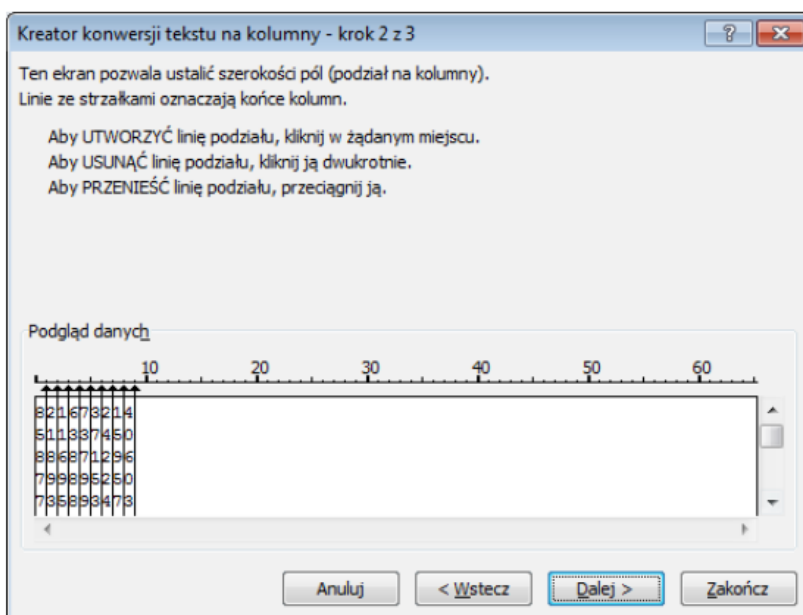 Kreator konwersji tekstu na kolumny - krok 2 z 3
Ten ekran pozwala ustalić szerokości pól (podział na kolumny).
Linie ze strzałkami oznaczają końce kolumn.
Aby UTWORZYĆ linię podziału, kliknij w żądanym miejscu.
Aby USUNĄĆ linię podziału, kliknij ją dwukrotnie.
Aby PRZENIEŚĆ linię podziału, przeciągnij ją.
Podgląd danych
10 20 30 40 50 60
821673214
511337450
886871296
799895250
735893473
Anuluj < Wstecz Dalej > Zakończ